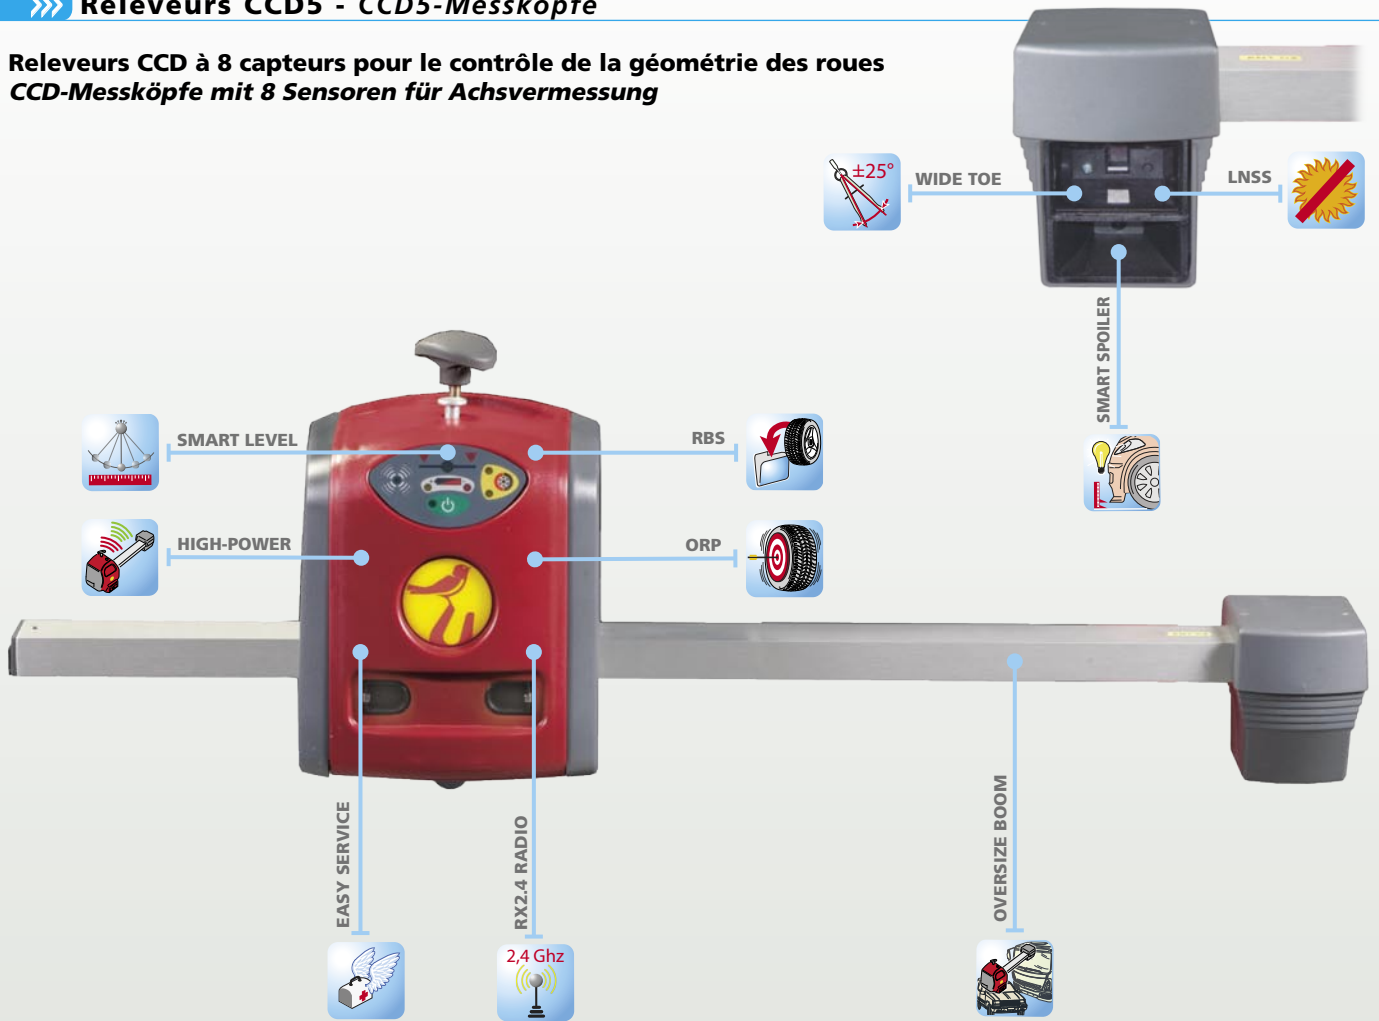 Releveurs CCD5 - CCD5-Messköpfe
Releveurs CCD à 8 capteurs pour le contrôle de la géométrie des roues
CCD-Messköpfe mit 8 Sensoren für Achsvermessung
±25°
WIDE TOE
LNSS
SMART SPOILER
SMART LEVEL
RBS
HIGH-POWER
ORP
EASY SERVICE
RX2.4 RADIO
OVERSIZE BOOM
2,4 Ghz